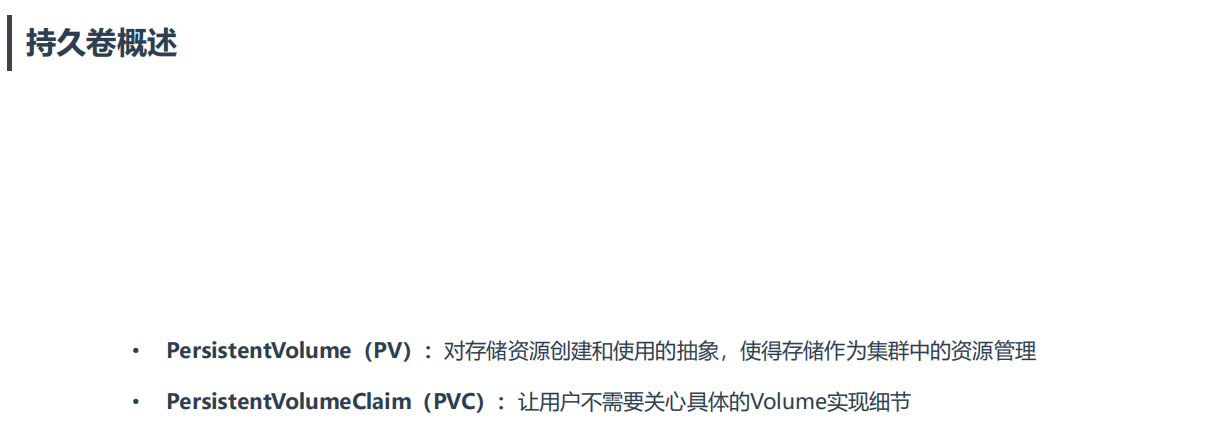 持久卷概述
• PersistentVolume（PV）：对存储资源创建和使用的抽象，使得存储作为集群中的资源管理
• PersistentVolumeClaim（PVC）：让用户不需要关心具体的Volume实现细节